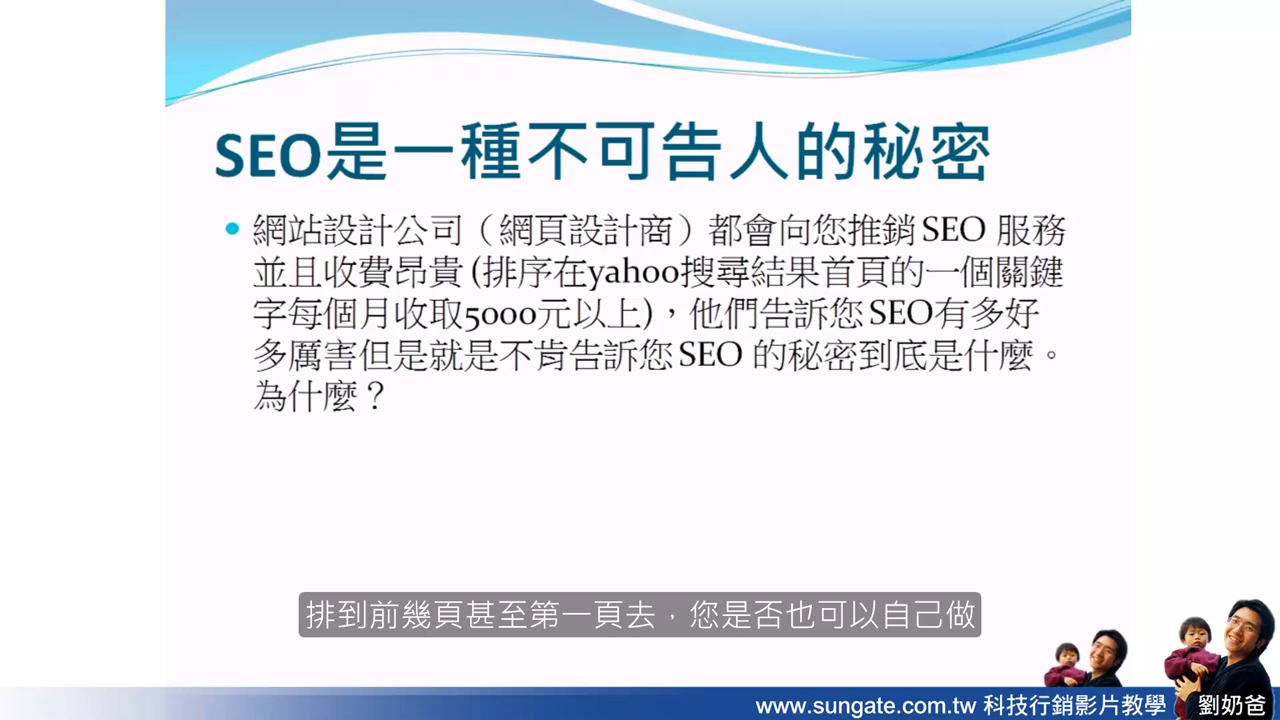 SEO是一種不可告人的秘密
• 網站設計公司（網頁設計商）都會向您推銷 SEO 服務
並且收費昂貴 (排序在yahoo搜尋結果首頁的一個關鍵
字每個月收取5000元以上)，他們告訴您 SEO有多好
多厲害但是就是不肯告訴您 SEO 的秘密到底是什麼。
為什麼？
排到前幾頁甚至第一頁去，您是否也可以自己做
www.sungate.com.tw 科技行銷影片教學
劉奶爸